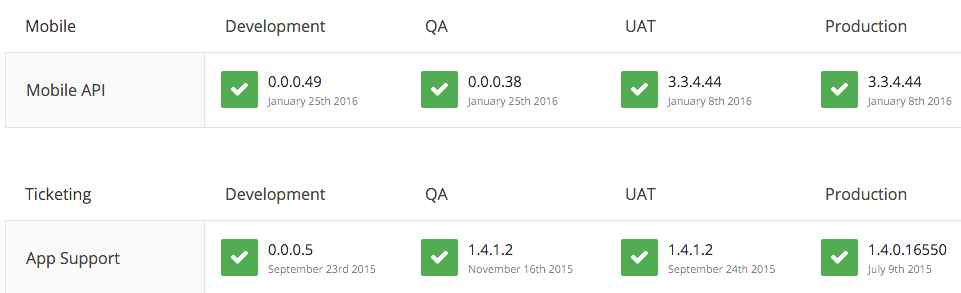 Mobile Development QA UAT Production
Mobile API 0.0.0.49 0.0.0.38 3.3.4.44 3.3.4.44
January 25th 2016 January 25th 2016 January 8th 2016 January 8th 2016
Ticketing Development QA UAT Production
App Support 0.0.0.5 1.4.1.2 1.4.1.2 1.4.0.16550
September 23rd 2015 November 16th 2015 September 24th 2015 July 9th 2015